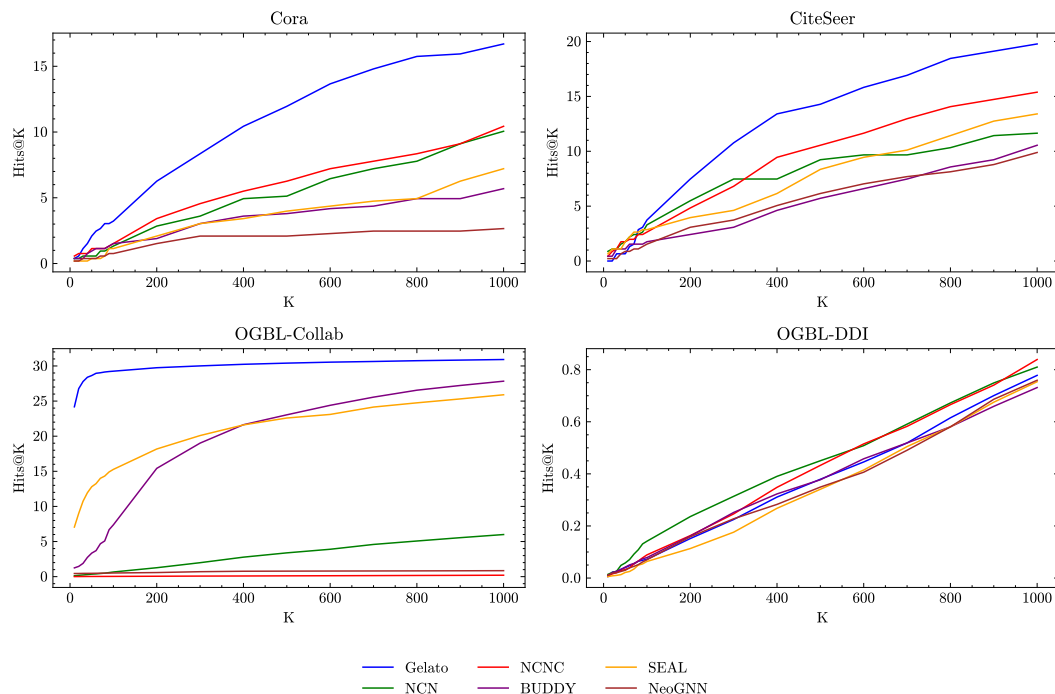 Cora
CiteSeer
15
10
5
0
Hits@K
0 200 400 600 800 1000
K
20
15
10
5
0
Hits@K
0 200 400 600 800 1000
K
OGBL-Collab
OGBL-DDI
30
25
20
15
10
5
0
Hits@K
0 200 400 600 800 1000
K
0.8
0.6
0.4
0.2
0.0
Hits@K
0 200 400 600 800 1000
K
Gelato NCNC SEAL
NCN BUDDY NeoGNN